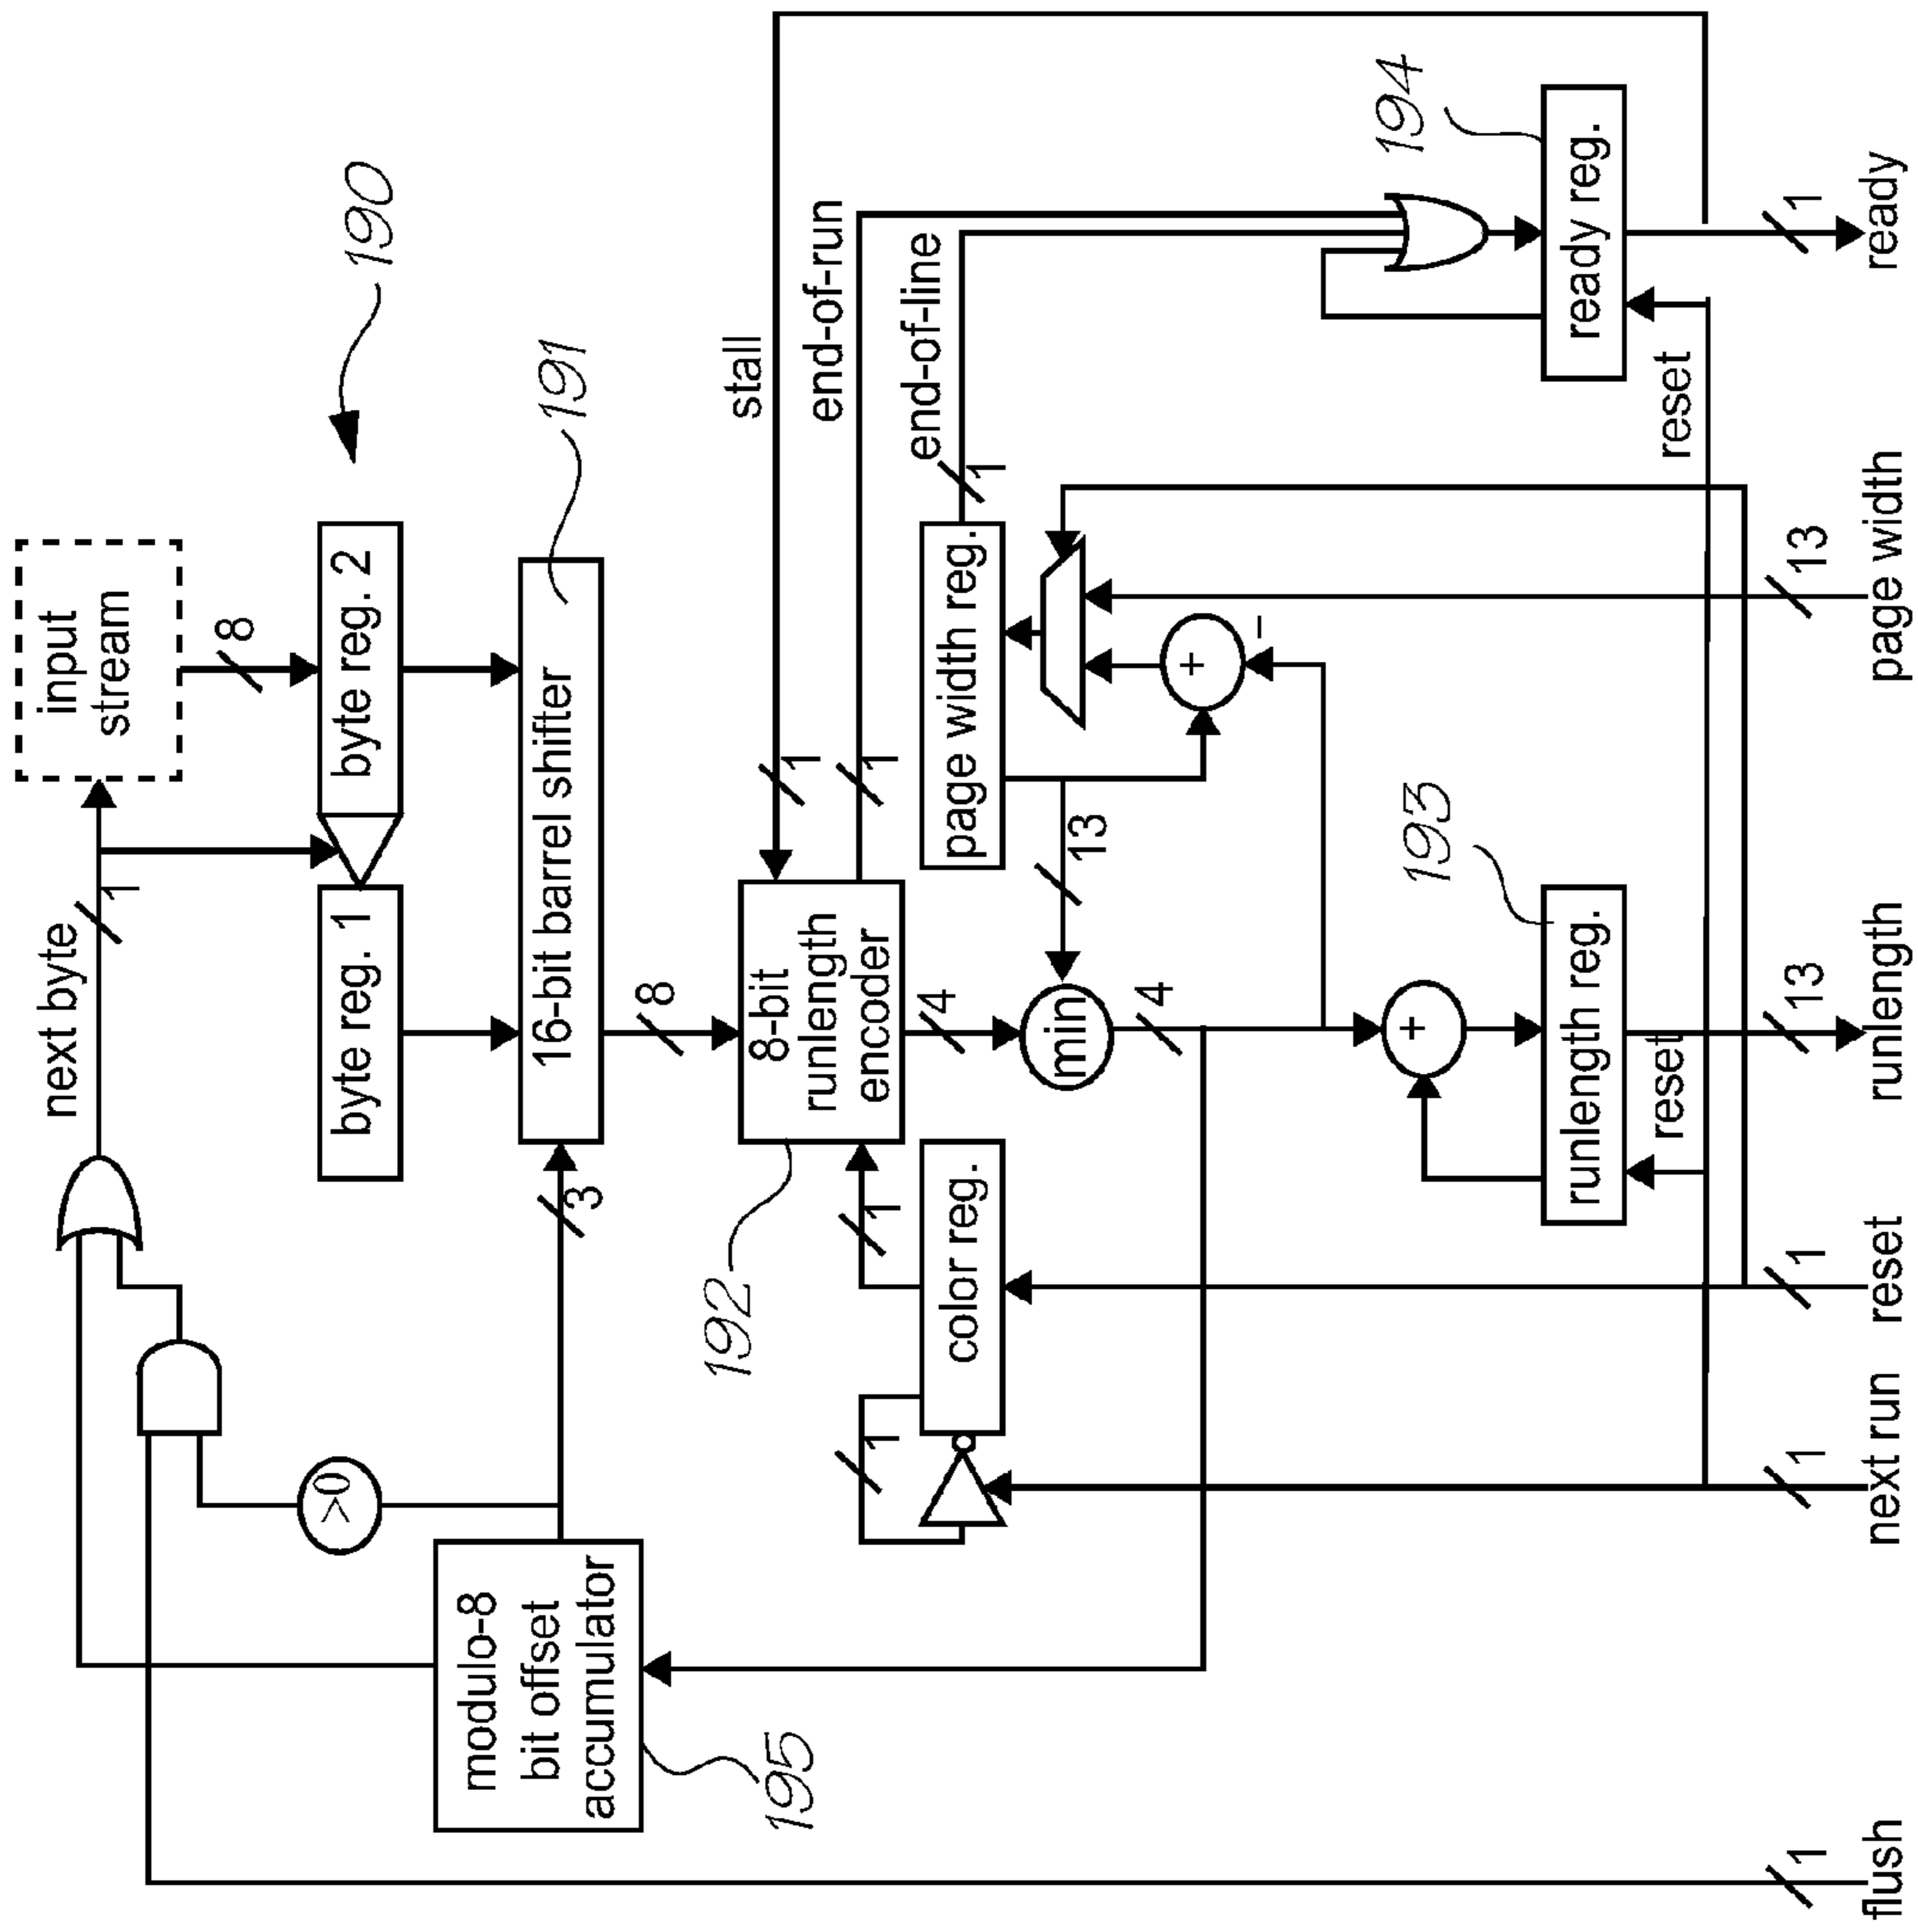 190
input
stream
next byte
1
8
byte reg. 1
byte reg. 2
191
16-bit barrel shifter
3
8
>0
modulo-8
bit offset
accumulator
195
stall
1
end-of-run
1
end-of-line
1
192
8-bit
runlength
encoder
4
min
4
13
page width reg.
+
−
color reg.
1
1
193
+
runlength reg.
reset
194
ready reg.
reset
1
flush
1
next run
1
reset
13
runlength
13
page width
1
ready